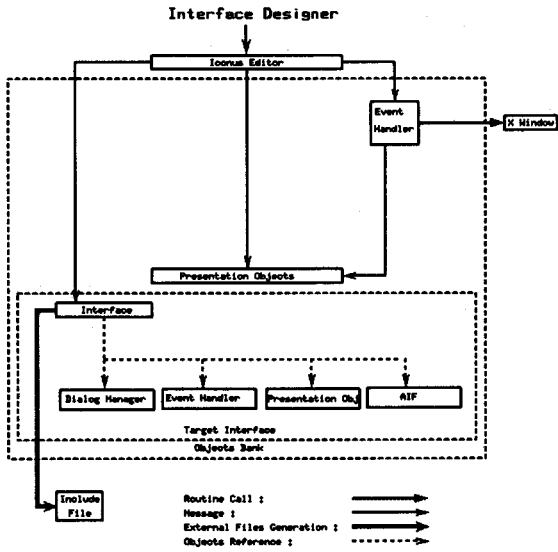 Interface Designer
Iconus Editor
Event
Handler
X Window
Presentation Objects
Interface
Dialog Manager
Event Handler
Presentation Obj
AIF
Target Interface
Objects Bank
Include
File
Routine Call :
Message :
External Files Generation :
Objects Reference :